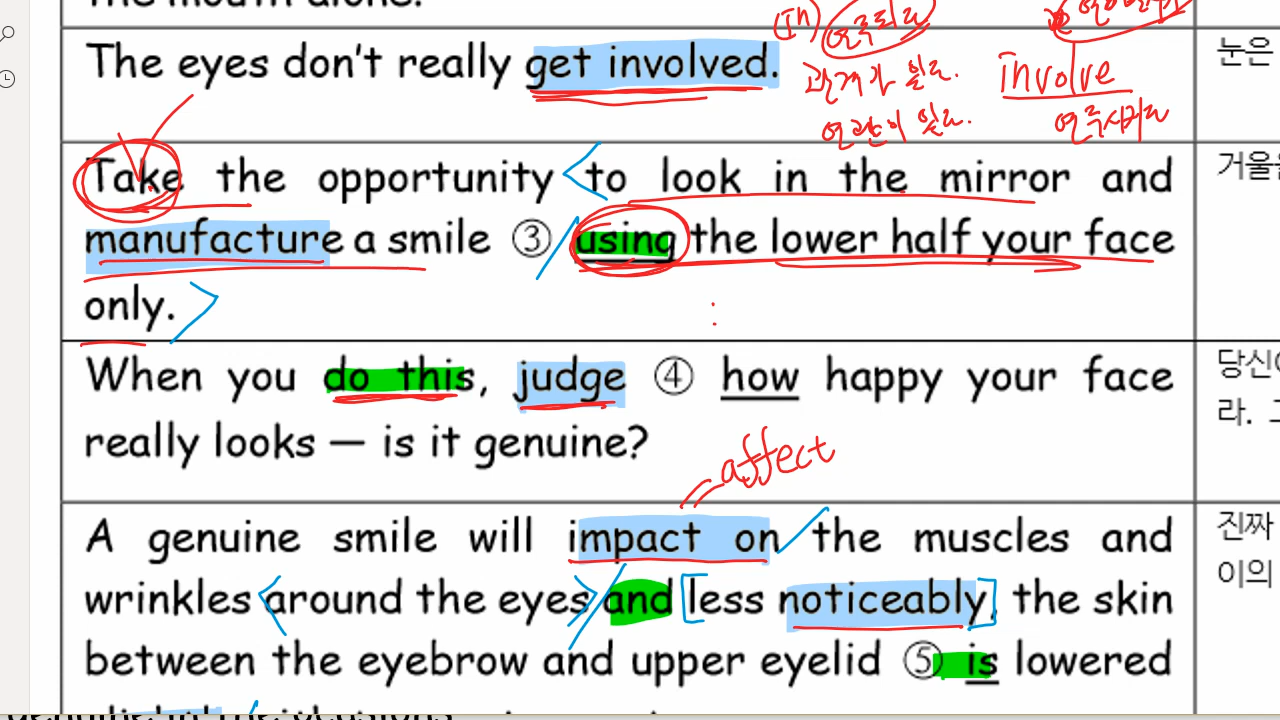 the mouth alone.
The eyes don't really get involved.
(in)
관계가 있다.
연관이 있다.
involve
연루시키다
눈은
Take the opportunity to look in the mirror and
manufacture a smile ③ using the lower half your face
only.
거울을
When you do this, judge ④ how happy your face
really looks — is it genuine?
당신이
라. 그
affect
A genuine smile will impact on the muscles and
wrinkles around the eyes and less noticeably, the skin
between the eyebrow and upper eyelid ⑤ is lowered
진짜
이의